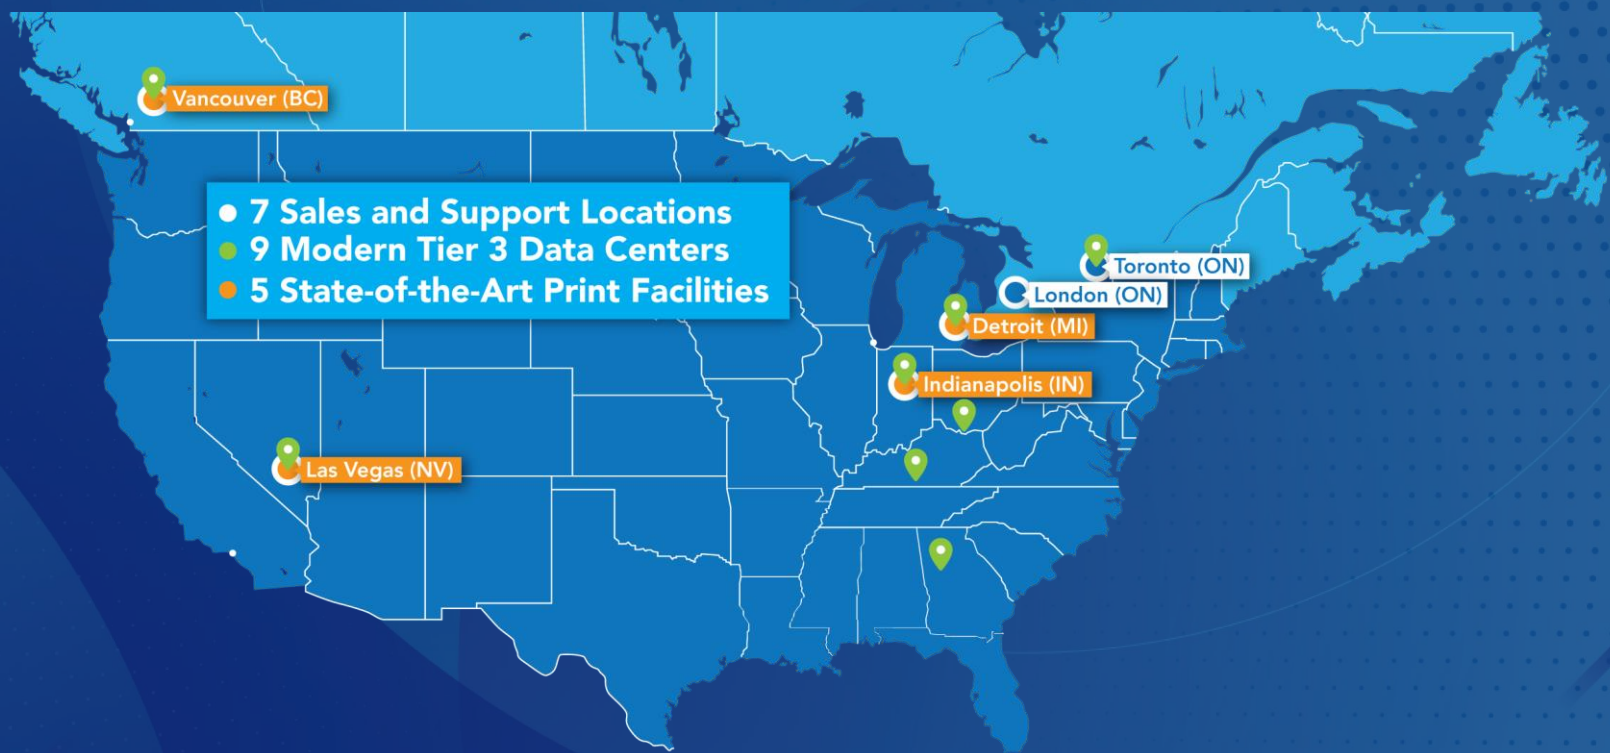 Vancouver (BC)
7 Sales and Support Locations
9 Modern Tier 3 Data Centers
5 State-of-the-Art Print Facilities
Toronto (ON)
London (ON)
Detroit (MI)
Indianapolis (IN)
Las Vegas (NV)